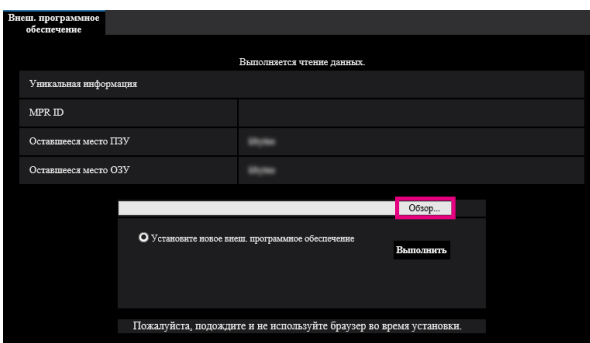 Внеш. программное
обеспечение
Выполняется чтение данных.
Уникальная информация
MPR ID
Оставшееся место ПЗУ
Оставшееся место ОЗУ
Обзор...
Установите новое внеш. программное обеспечение
Выполнить
Пожалуйста, подождите и не используйте браузер во время установки.